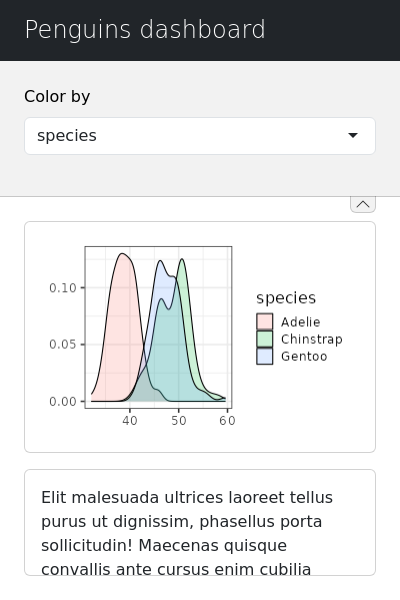 Penguins dashboard
Color by
species
0.10
0.05
0.00
40 50 60
species
Adelie
Chinstrap
Gentoo
Elit malesuada ultrices laoreet tellus
purus ut dignissim, phasellus porta
sollicitudin! Maecenas quisque
convallis ante cursus enim cubilia